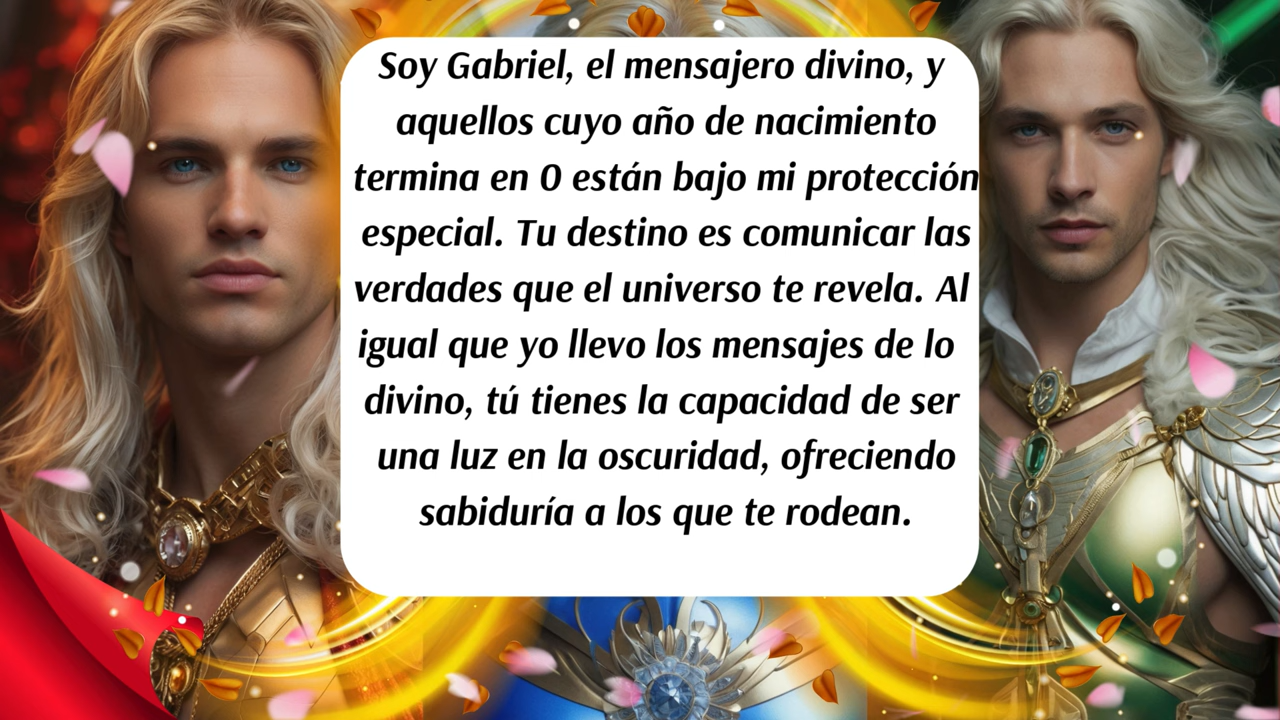 Soy Gabriel, el mensajero divino, y
aquellos cuyo año de nacimiento
termina en 0 están bajo mi protección
especial. Tu destino es comunicar las
verdades que el universo te revela. Al
igual que yo llevo los mensajes de lo
divino, tú tienes la capacidad de ser
una luz en la oscuridad, ofreciendo
sabiduría a los que te rodean.